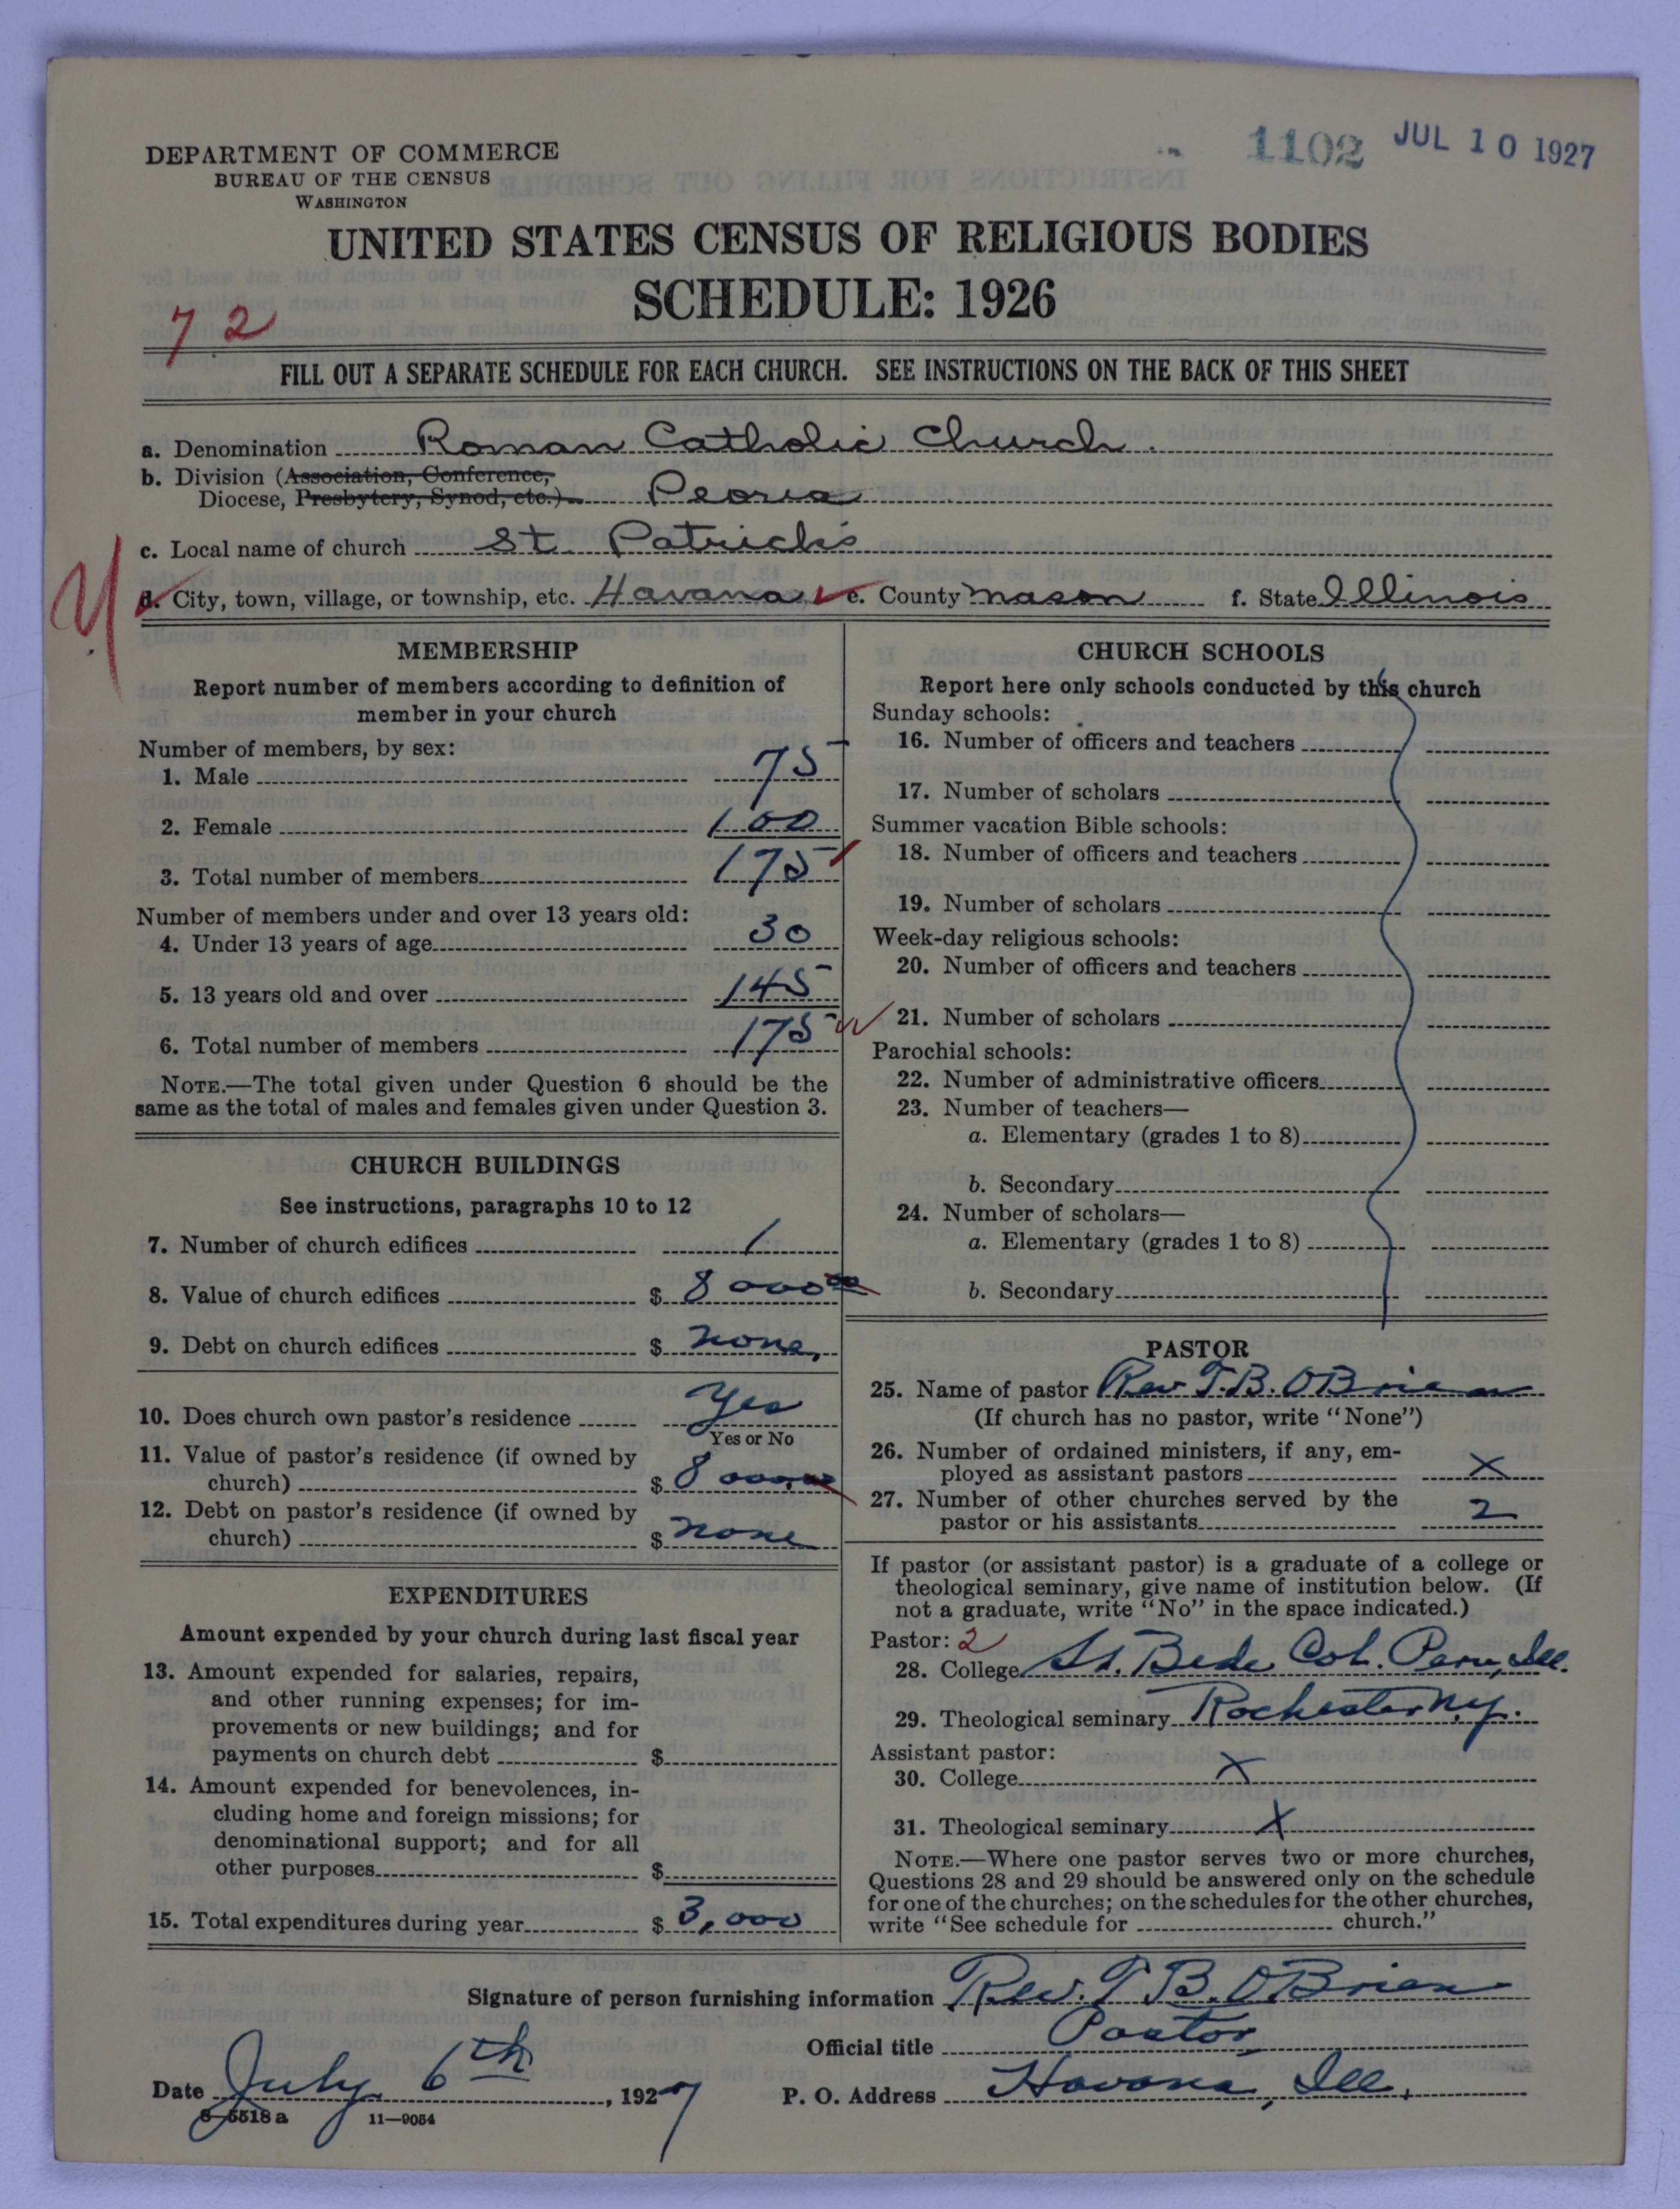 1102 JUL 10 1927
DEPARTMENT OF COMMERCE
BUREAU OF THE CENSUS
WASHINGTON
UNITED STATES CENSUS OF RELIGIOUS BODIES
SCHEDULE: 1926
72
FILL OUT A SEPARATE SCHEDULE FOR EACH CHURCH. SEE INSTRUCTIONS ON THE BACK OF THIS SHEET
a. Denomination Roman Catholic Church.
b. Division (Association, Conference,
Diocese, Presbytery, Synod, etc.) Peoria
c. Local name of church St Patrick's
d. City, town, village, or township, etc. Havana e. County Mason f. State Illinois
MEMBERSHIP
Report number of members according to definition of
member in your church
Number of members, by sex:
1. Male 75
2. Female 100
3. Total number of members 175
Number of members under and over 13 years old:
4. Under 13 years of age 30
5. 13 years old and over 145
6. Total number of members 175
NOTE.—The total given under Question 6 should be the
same as the total of males and females given under Question 3.
CHURCH BUILDINGS
See instructions, paragraphs 10 to 12
7. Number of church edifices 1
8. Value of church edifices $ 8000 00
9. Debt on church edifices $ none,
10. Does church own pastor's residence Yes
Yes or No
11. Value of pastor's residence (if owned by
church) $ 8000.00
12. Debt on pastor's residence (if owned by
church) $ none
EXPENDITURES
Amount expended by your church during last fiscal year
13. Amount expended for salaries, repairs,
and other running expenses; for im-
provements or new buildings; and for
payments on church debt $
14. Amount expended for benevolences, in-
cluding home and foreign missions; for
denominational support; and for all
other purposes $
15. Total expenditures during year $ 3,000
CHURCH SCHOOLS
Report here only schools conducted by this church
Sunday schools:
16. Number of officers and teachers
17. Number of scholars
Summer vacation Bible schools:
18. Number of officers and teachers
19. Number of scholars
Week-day religious schools:
20. Number of officers and teachers
21. Number of scholars
Parochial schools:
22. Number of administrative officers
23. Number of teachers—
a. Elementary (grades 1 to 8)
b. Secondary
24. Number of scholars—
a. Elementary (grades 1 to 8)
b. Secondary
PASTOR
25. Name of pastor Rev T.B. O'Brien
(If church has no pastor, write "None")
26. Number of ordained ministers, if any, em-
ployed as assistant pastors X
27. Number of other churches served by the
pastor or his assistants 2
If pastor (or assistant pastor) is a graduate of a college or
theological seminary, give name of institution below. (If
not a graduate, write "No" in the space indicated.)
Pastor: 2
28. College St. Bede Col. Peru, Ill.
29. Theological seminary Rochester N.Y.
Assistant pastor:
30. College X
31. Theological seminary X
NOTE.—Where one pastor serves two or more churches,
Questions 28 and 29 should be answered only on the schedule
for one of the churches; on the schedules for the other churches,
write "See schedule for church."
Signature of person furnishing information Rev. T B. O'Brien
Official title Pastor
Date July 6th, 1927 P. O. Address Havana, Ill.
8-5518 a 11-9054